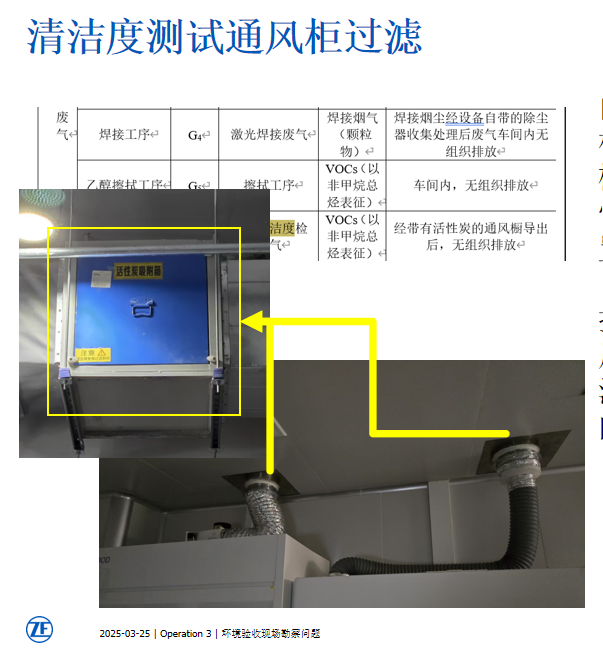 清洁度测试通风柜过滤
废气↵
焊接工序↵
G₄↵
激光焊接废气↵
焊接烟气（颗粒物）↵
焊接烟尘经设备自带的除尘器收集处理后废气车间内无组织排放↵
乙醇擦拭工序↵
G₅↵
擦拭工序↵
VOCs（以非甲烷总烃表征）↵
车间内，无组织排放↵
洁度检
气↵
VOCs（以非甲烷总烃表征）↵
经带有活性炭的通风橱导出后，无组织排放↵
活性炭吸附箱
注意
ZF
2025-03-25 | Operation 3 | 环境验收现场勘察问题